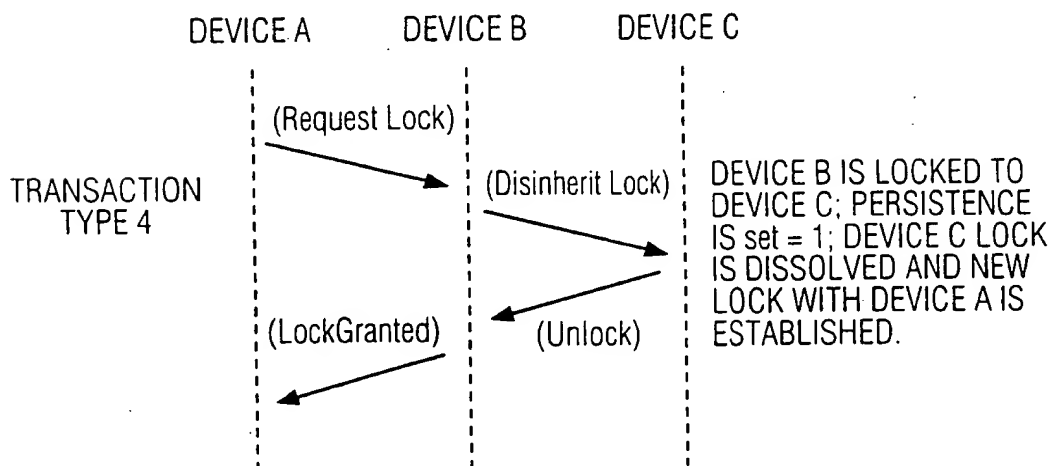 DEVICE A DEVICE B DEVICE C
(Request Lock)
TRANSACTION
TYPE 4
(Disinherit Lock)
DEVICE B IS LOCKED TO
DEVICE C; PERSISTENCE
IS set = 1; DEVICE C LOCK
IS DISSOLVED AND NEW
LOCK WITH DEVICE A IS
ESTABLISHED.
(LockGranted)
(Unlock)